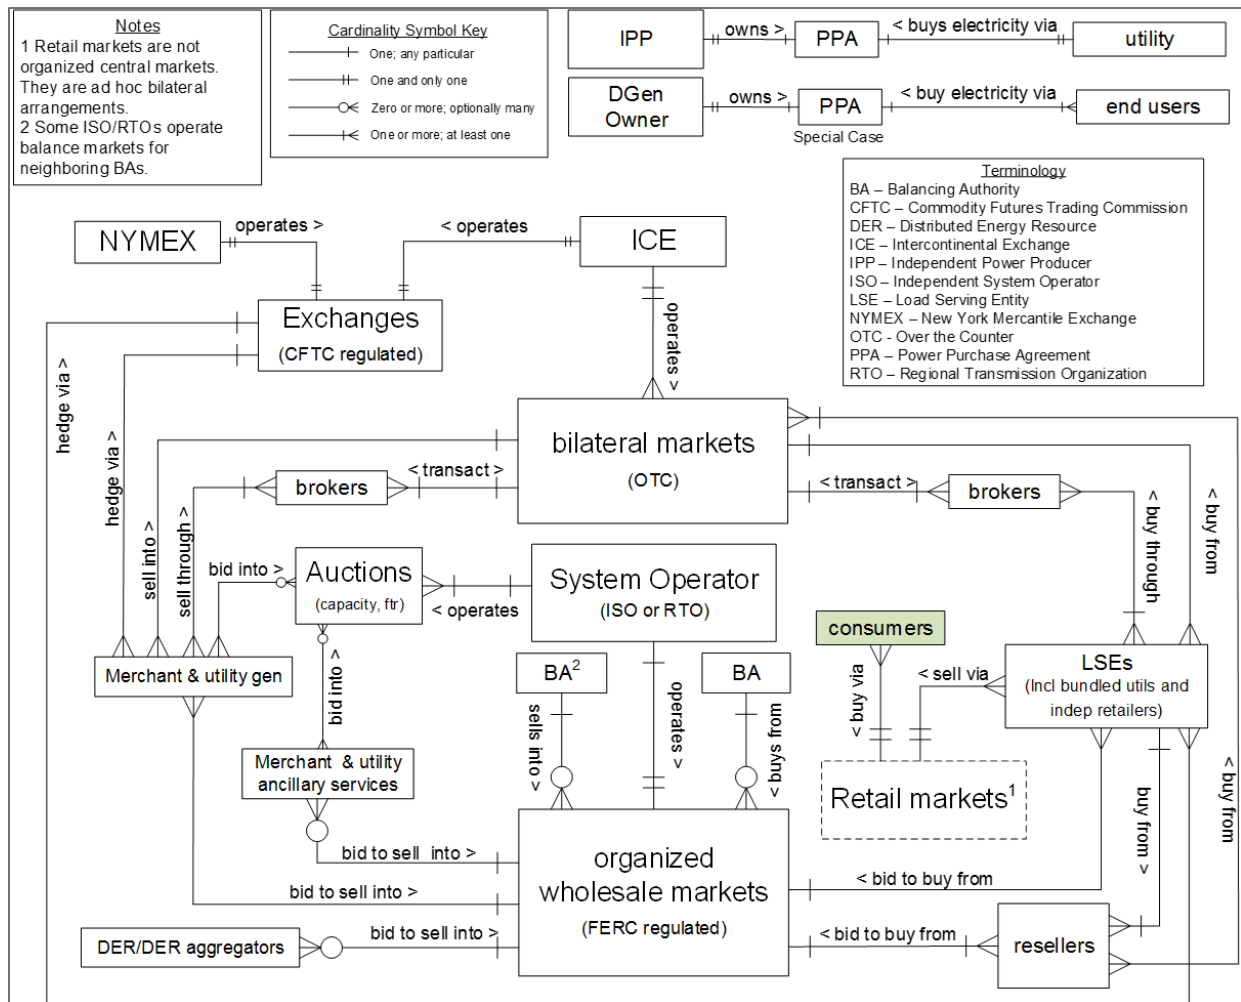 Notes
1 Retail markets are not
organized central markets.
They are ad hoc bilateral
arrangements.
2 Some ISO/RTOs operate
balance markets for
neighboring BAs.
Cardinality Symbol Key
One; any particular
One and only one
Zero or more; optionally many
One or more; at least one
IPP
owns >
PPA
< buys electricity via
utility
DGen
Owner
owns >
PPA
< buy electricity via
end users
Special Case
Terminology
BA – Balancing Authority
CFTC – Commodity Futures Trading Commission
DER – Distributed Energy Resource
ICE – Intercontinental Exchange
IPP – Independent Power Producer
ISO – Independent System Operator
LSE – Load Serving Entity
NYMEX – New York Mercantile Exchange
OTC - Over the Counter
PPA – Power Purchase Agreement
RTO – Regional Transmission Organization
NYMEX
operates >
< operates
ICE
Exchanges
(CFTC regulated)
operates >
hedge via >
hedge via >
bilateral markets
(OTC)
sell into >
sell through >
brokers
< transact >
< transact >
brokers
< buy through
< buy from
< buy from
bid into >
Auctions
(capacity, ftr)
< operates
System Operator
(ISO or RTO)
consumers
Merchant & utility gen
bid into >
BA2
BA
operates >
sells into >
< buys from
< buy via
< sell via
LSEs
(Incl bundled utils and
indep retailers)
Merchant & utility
ancillary services
Retail markets1
buy from >
bid to sell into >
organized
wholesale markets
(FERC regulated)
bid to sell into >
< bid to buy from
DER/DER aggregators
bid to sell into >
< bid to buy from
resellers